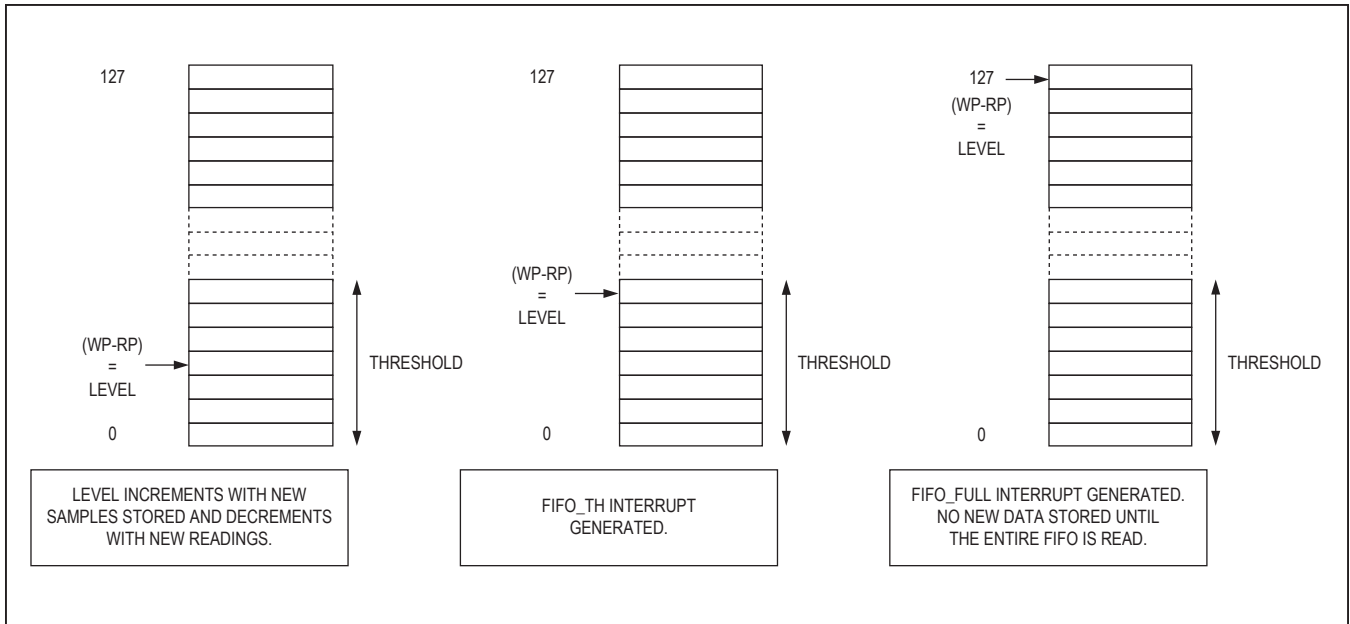 127
(WP-RP)
=
LEVEL
0
THRESHOLD
LEVEL INCREMENTS WITH NEW
SAMPLES STORED AND DECREMENTS
WITH NEW READINGS.
127
(WP-RP)
=
LEVEL
0
THRESHOLD
FIFO_TH INTERRUPT
GENERATED.
127
(WP-RP)
=
LEVEL
0
THRESHOLD
FIFO_FULL INTERRUPT GENERATED.
NO NEW DATA STORED UNTIL
THE ENTIRE FIFO IS READ.